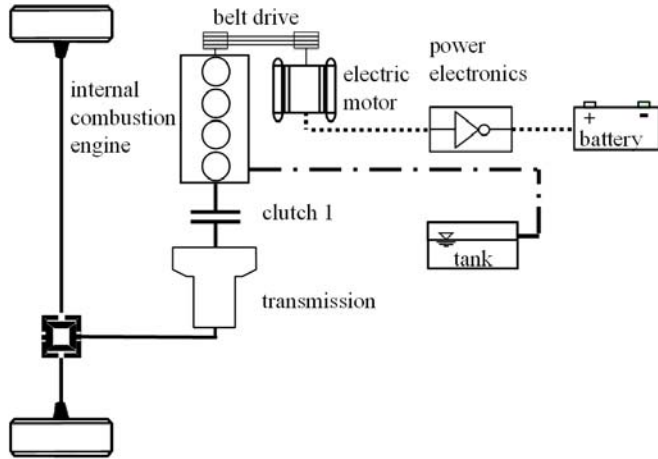 belt drive
internal
combustion
engine
electric
motor
power
electronics
+ -
battery
clutch 1
tank
transmission